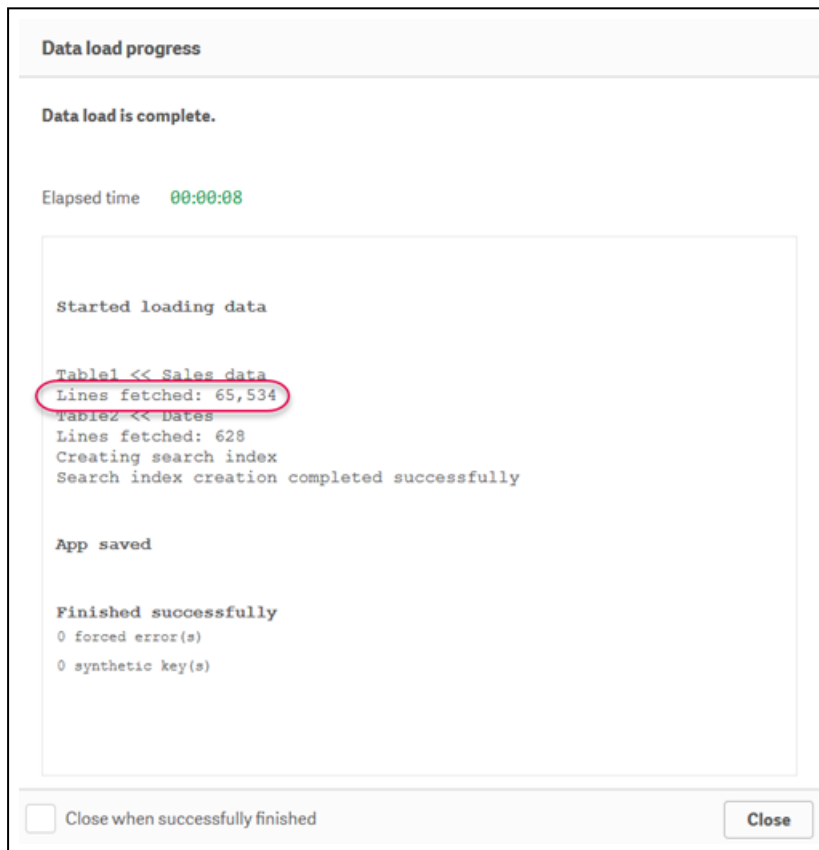 Data load progress
Data load is complete.
Elapsed time 00:00:08
Started loading data
Table1 << Sales data
Lines fetched: 65,534
Table2 << Dates
Lines fetched: 628
Creating search index
Search index creation completed successfully
App saved
Finished successfully
0 forced error(s)
0 synthetic key(s)
Close when successfully finished
Close